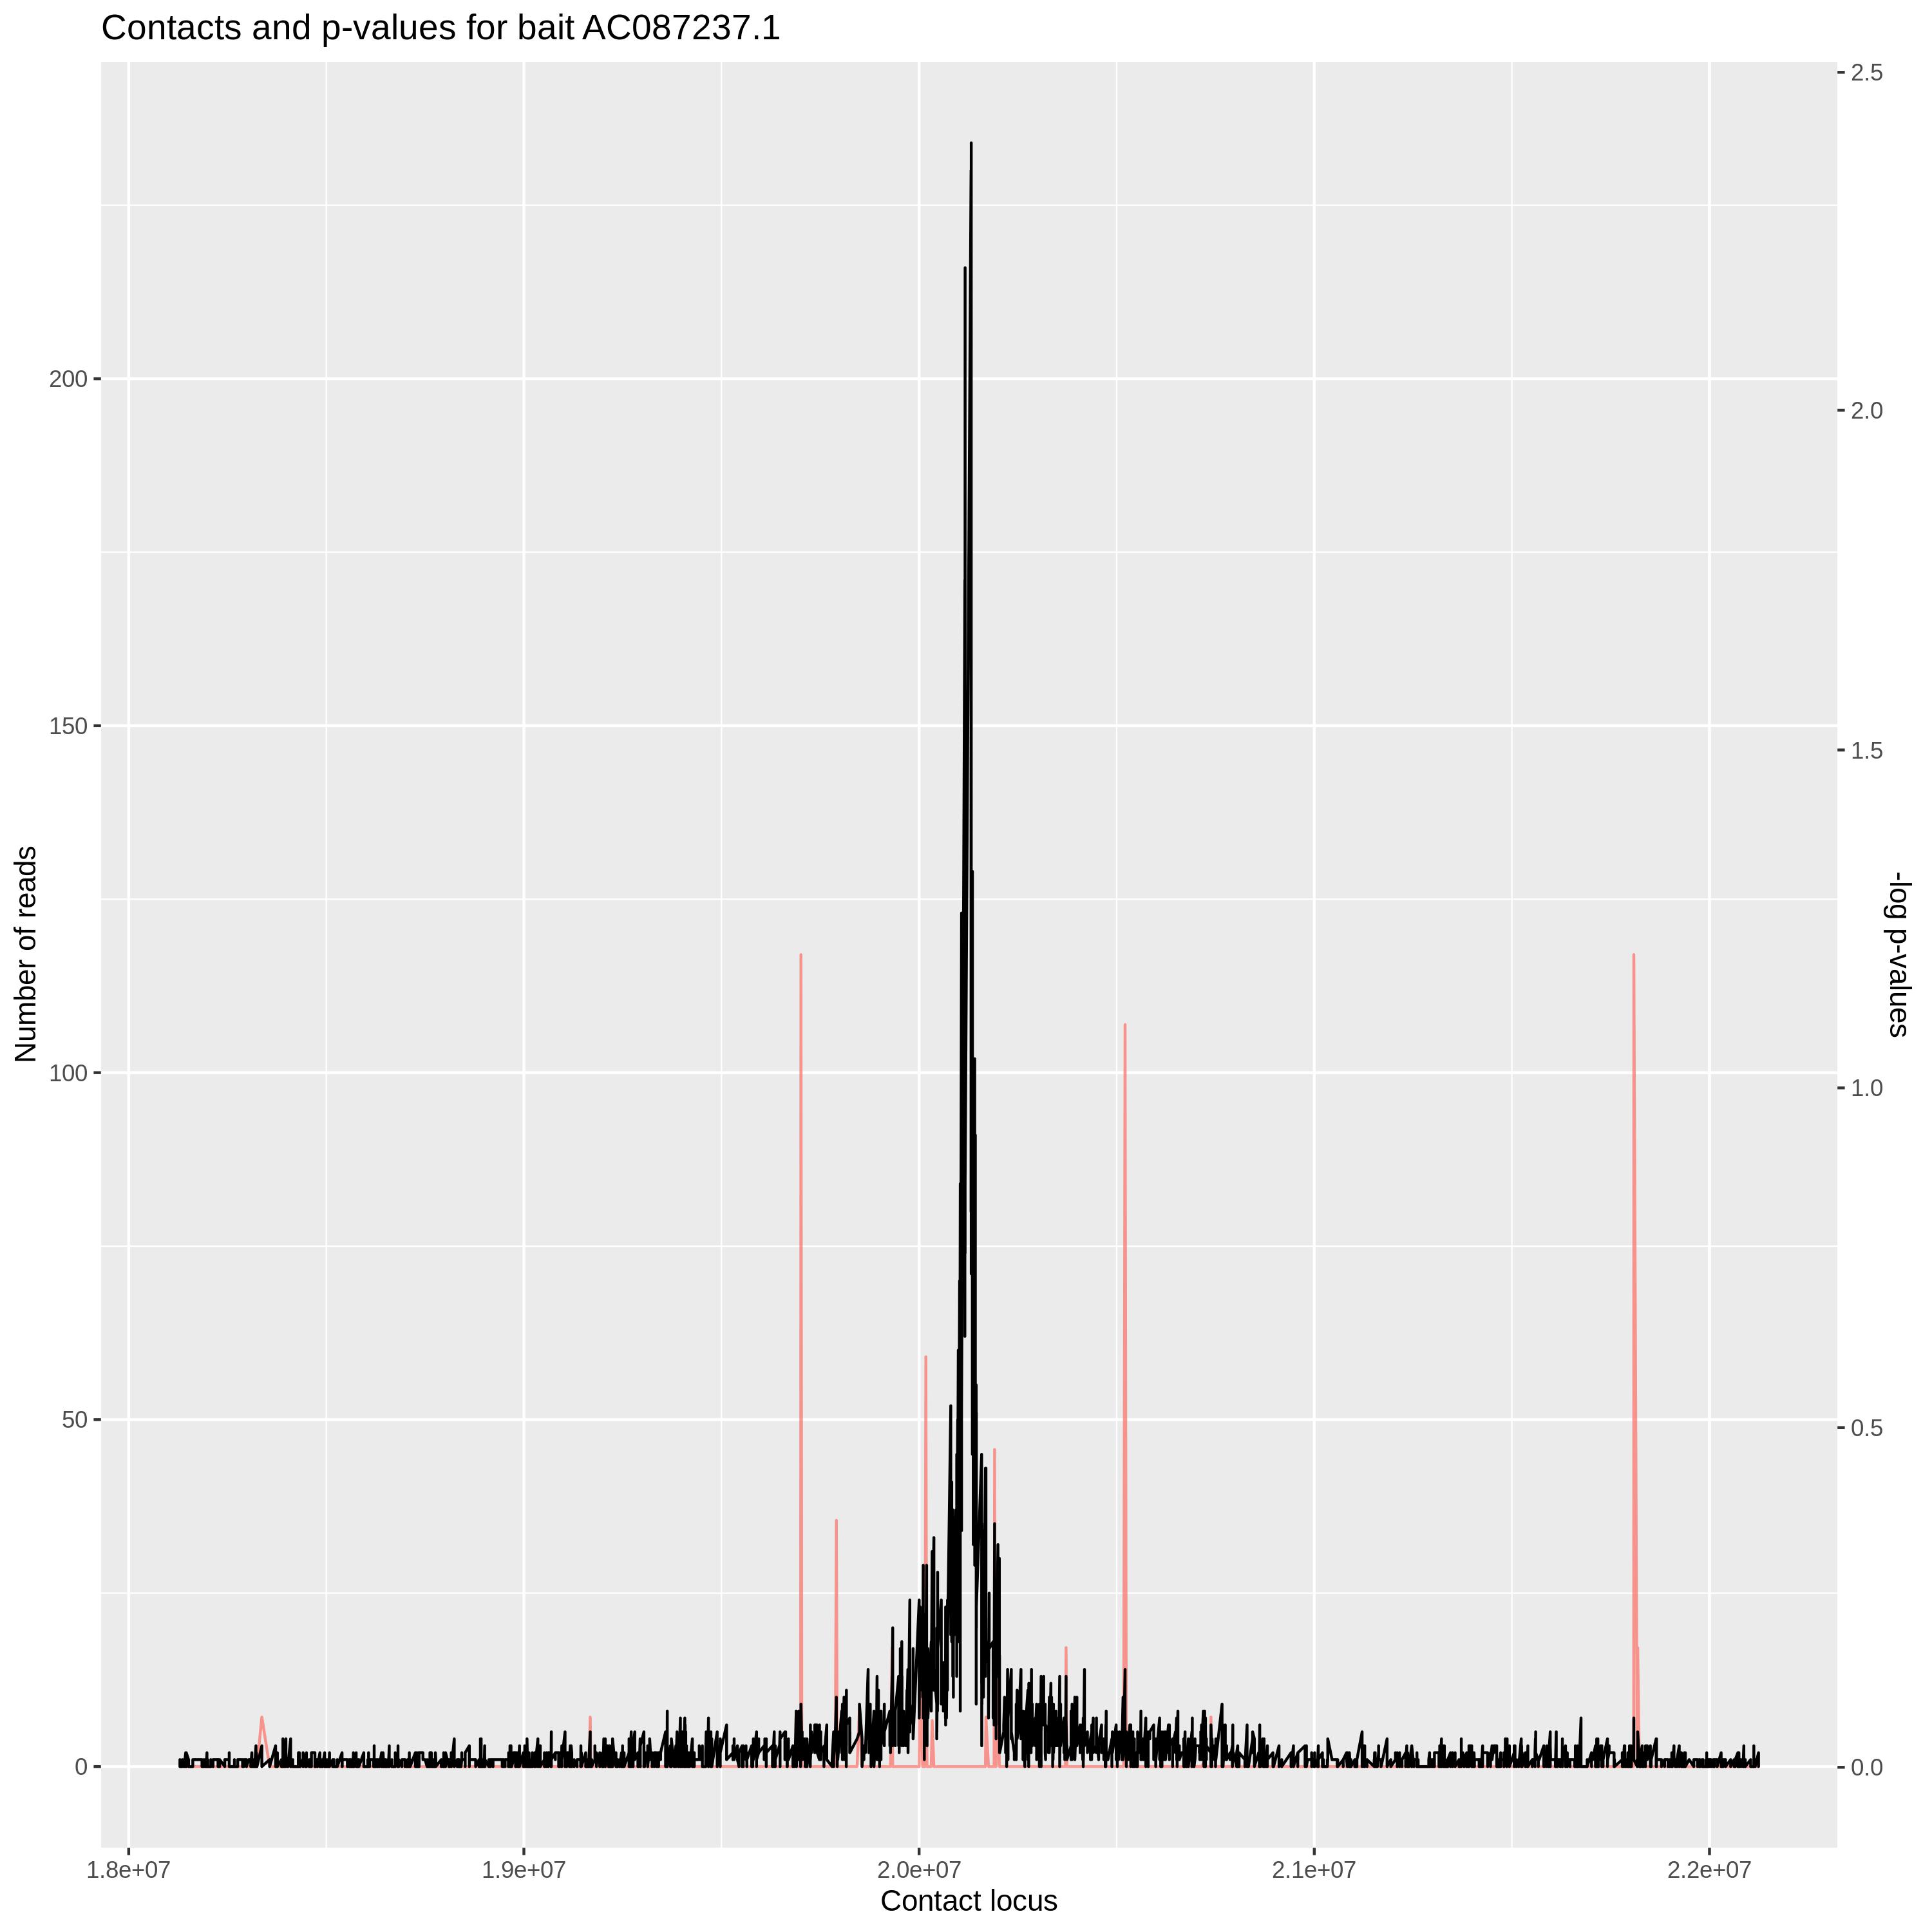 Contacts and p-values for bait AC087237.1
2.5
200
2.0
150
1.5
Number of reads
-log p-values
100
1.0
50
0.5
0
0.0
1.8e+07
1.9e+07
2.0e+07
2.1e+07
2.2e+07
Contact locus